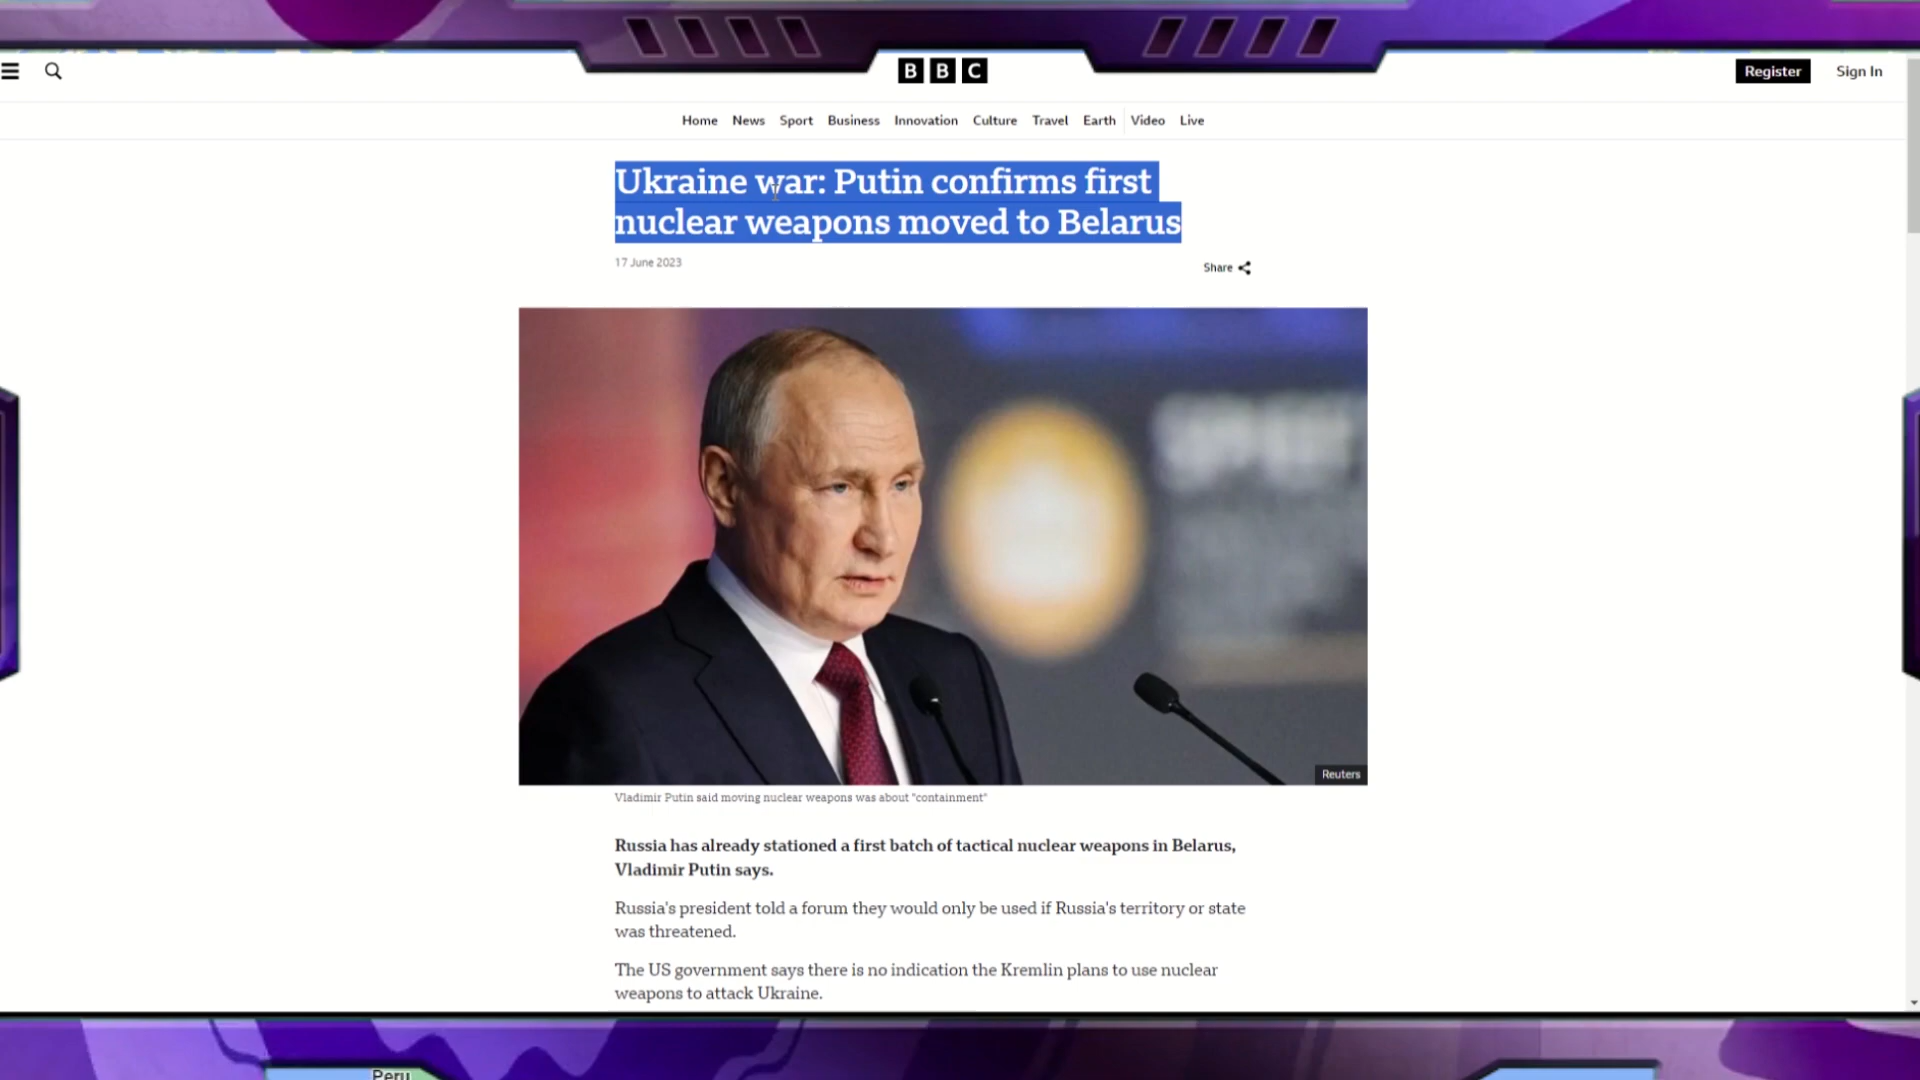 BBC
Register
Sign In
Home News Sport Business Innovation Culture Travel Earth Video Live
Ukraine war: Putin confirms first
nuclear weapons moved to Belarus
17 June 2023
Share
Reuters
Vladimir Putin said moving nuclear weapons was about "containment"
Russia has already stationed a first batch of tactical nuclear weapons in Belarus,
Vladimir Putin says.
Russia's president told a forum they would only be used if Russia's territory or state
was threatened.
The US government says there is no indication the Kremlin plans to use nuclear
weapons to attack Ukraine.
Peru